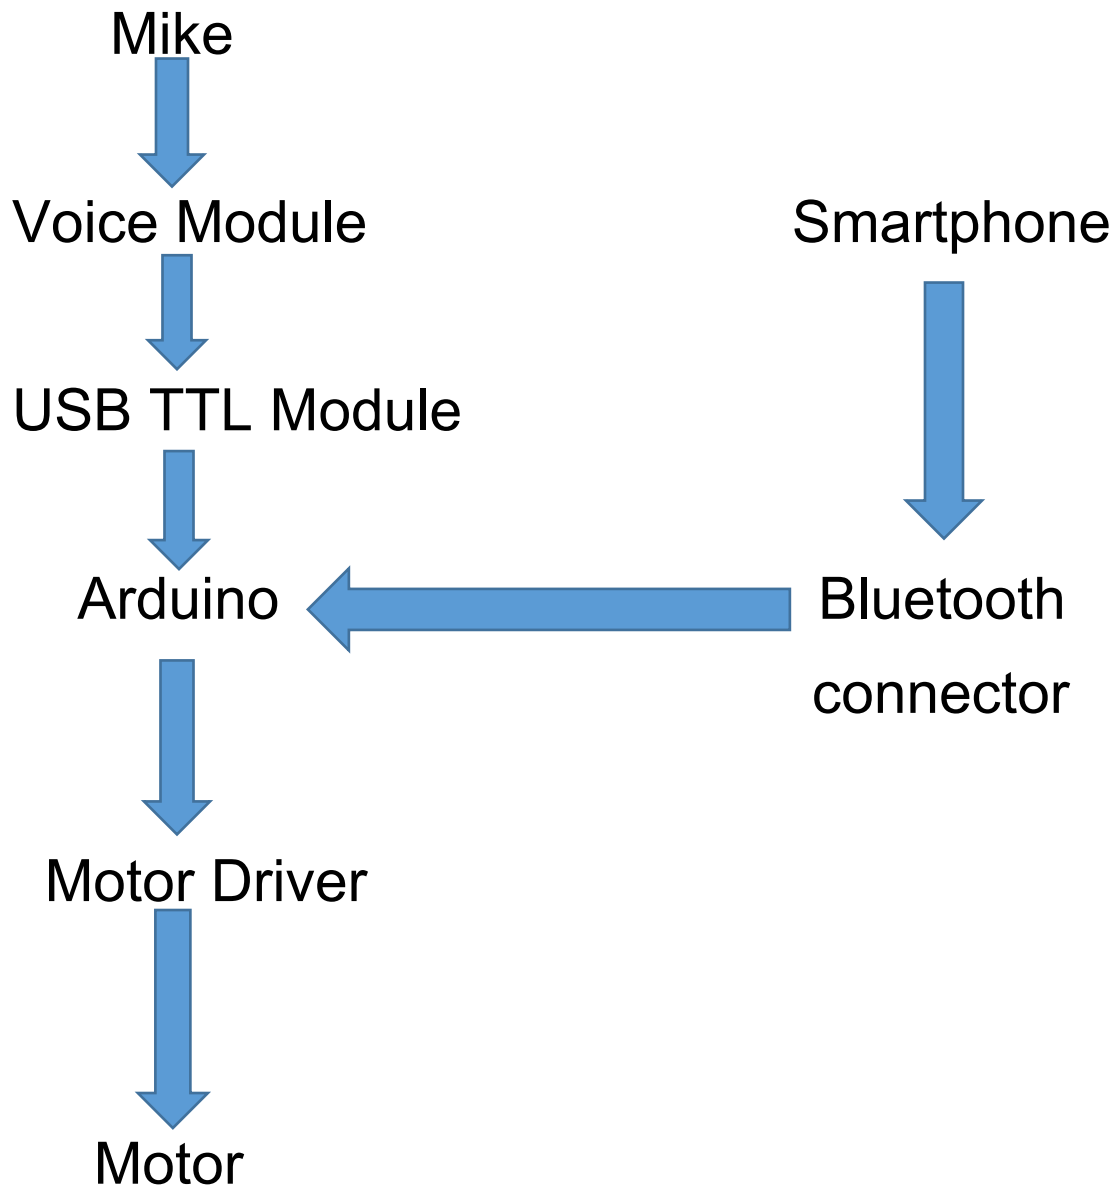 Mike
Voice Module
Smartphone
USB TTL Module
Arduino
Bluetooth
connector
Motor Driver
Motor